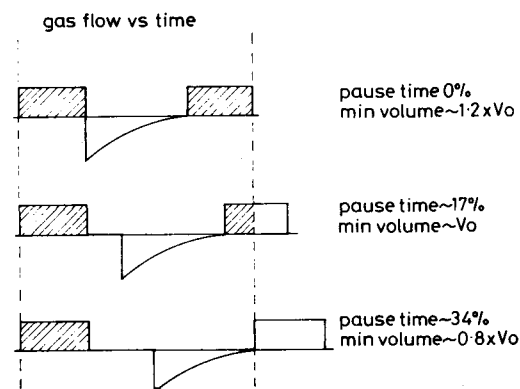 gas flow vs time
pause time 0%
min volume~1·2xVo
pause time~17%
min volume~Vo
pause time~34%
min volume~0·8xVo